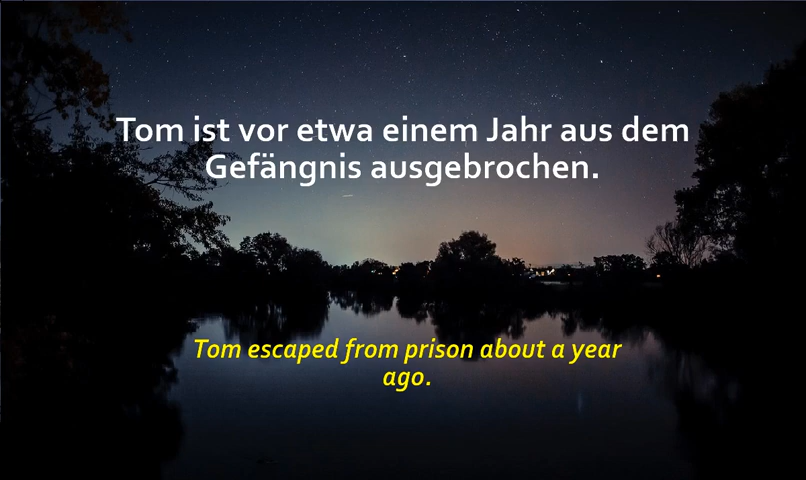 Tom ist vor etwa einem Jahr aus dem
Gefängnis ausgebrochen.
Tom escaped from prison about a year
ago.